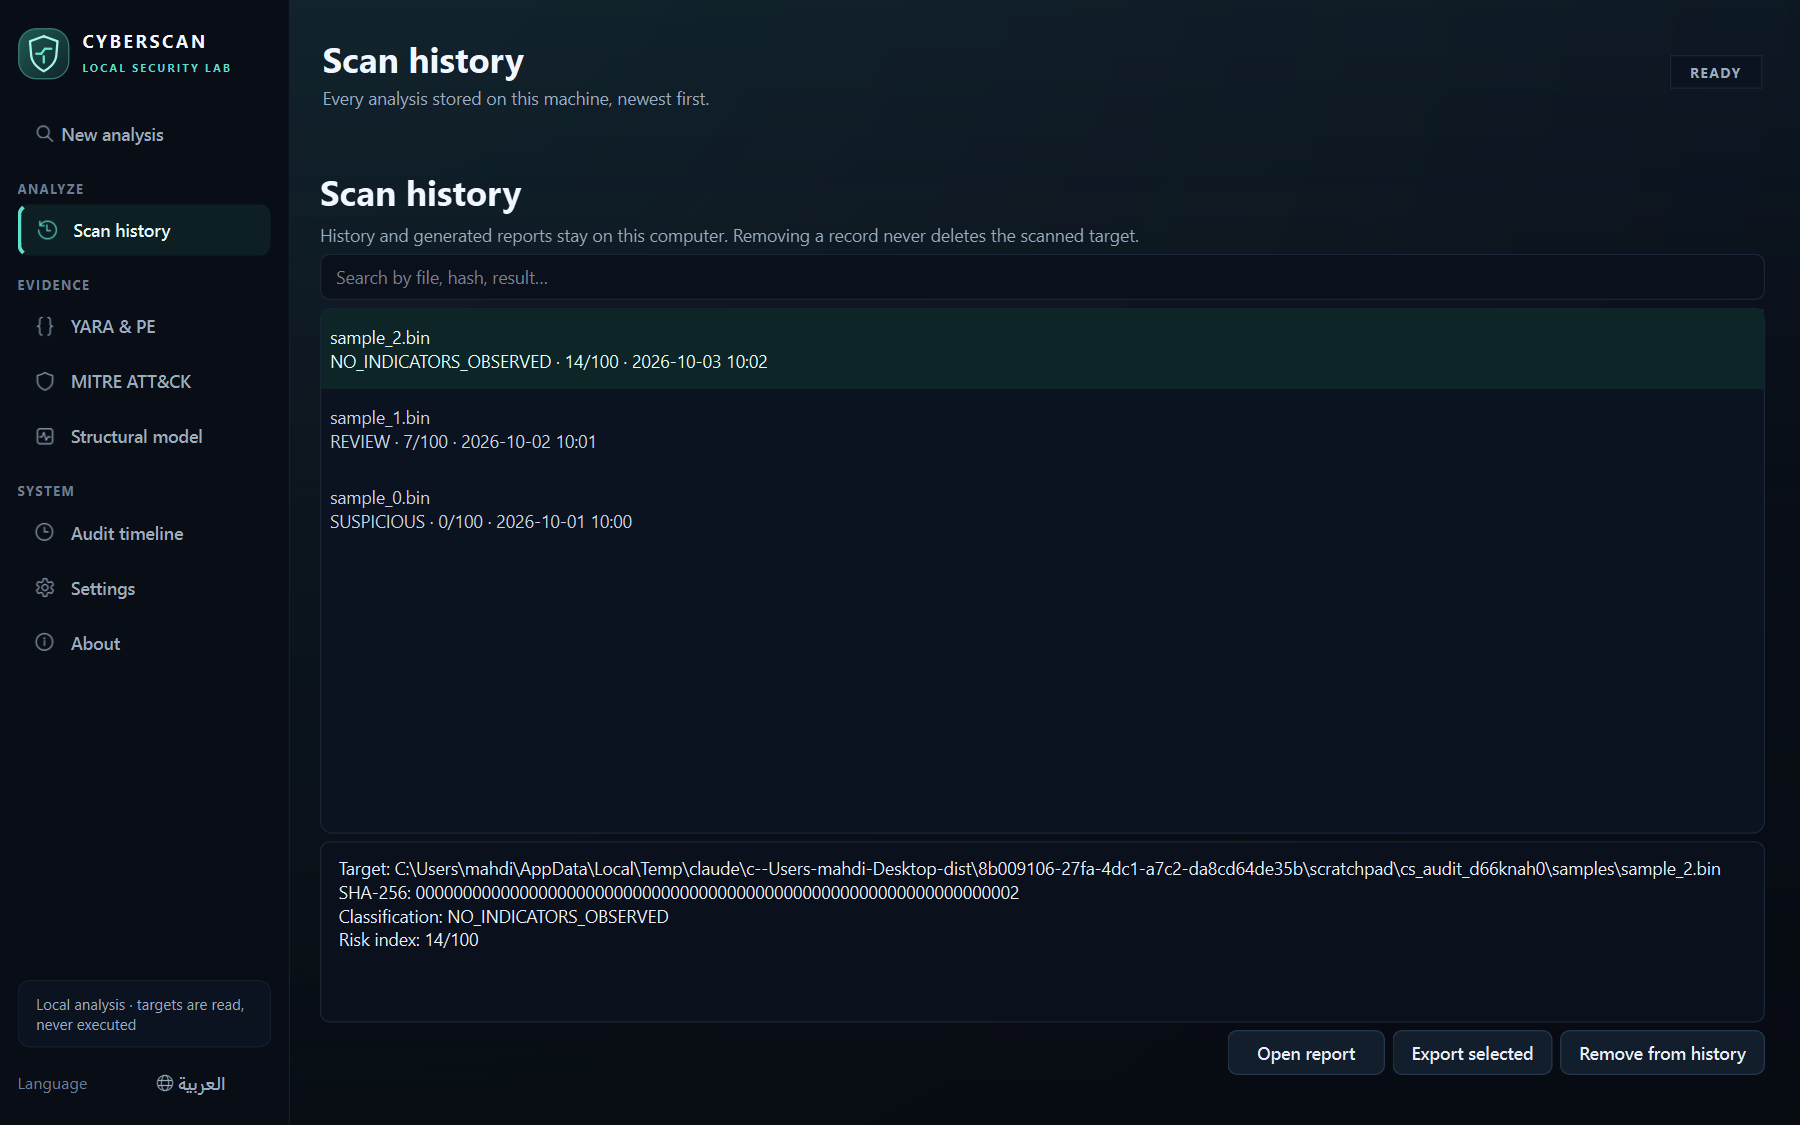 CYBERSCAN
LOCAL SECURITY LAB
New analysis
ANALYZE
Scan history
EVIDENCE
YARA & PE
MITRE ATT&CK
Structural model
SYSTEM
Audit timeline
Settings
About
Local analysis · targets are read,
never executed
Language
العربية
Scan history
Every analysis stored on this machine, newest first.
READY
Scan history
History and generated reports stay on this computer. Removing a record never deletes the scanned target.
Search by file, hash, result...
sample_2.bin
NO_INDICATORS_OBSERVED · 14/100 · 2026-10-03 10:02
sample_1.bin
REVIEW · 7/100 · 2026-10-02 10:01
sample_0.bin
SUSPICIOUS · 0/100 · 2026-10-01 10:00
Target: C:\Users\mahdi\AppData\Local\Temp\claude\c--Users-mahdi-Desktop-dist\8b009106-27fa-4dc1-a7c2-da8cd64de35b\scratchpad\cs_audit_d66knah0\samples\sample_2.bin
SHA-256: 0000000000000000000000000000000000000000000000000000000000000002
Classification: NO_INDICATORS_OBSERVED
Risk index: 14/100
Open report
Export selected
Remove from history